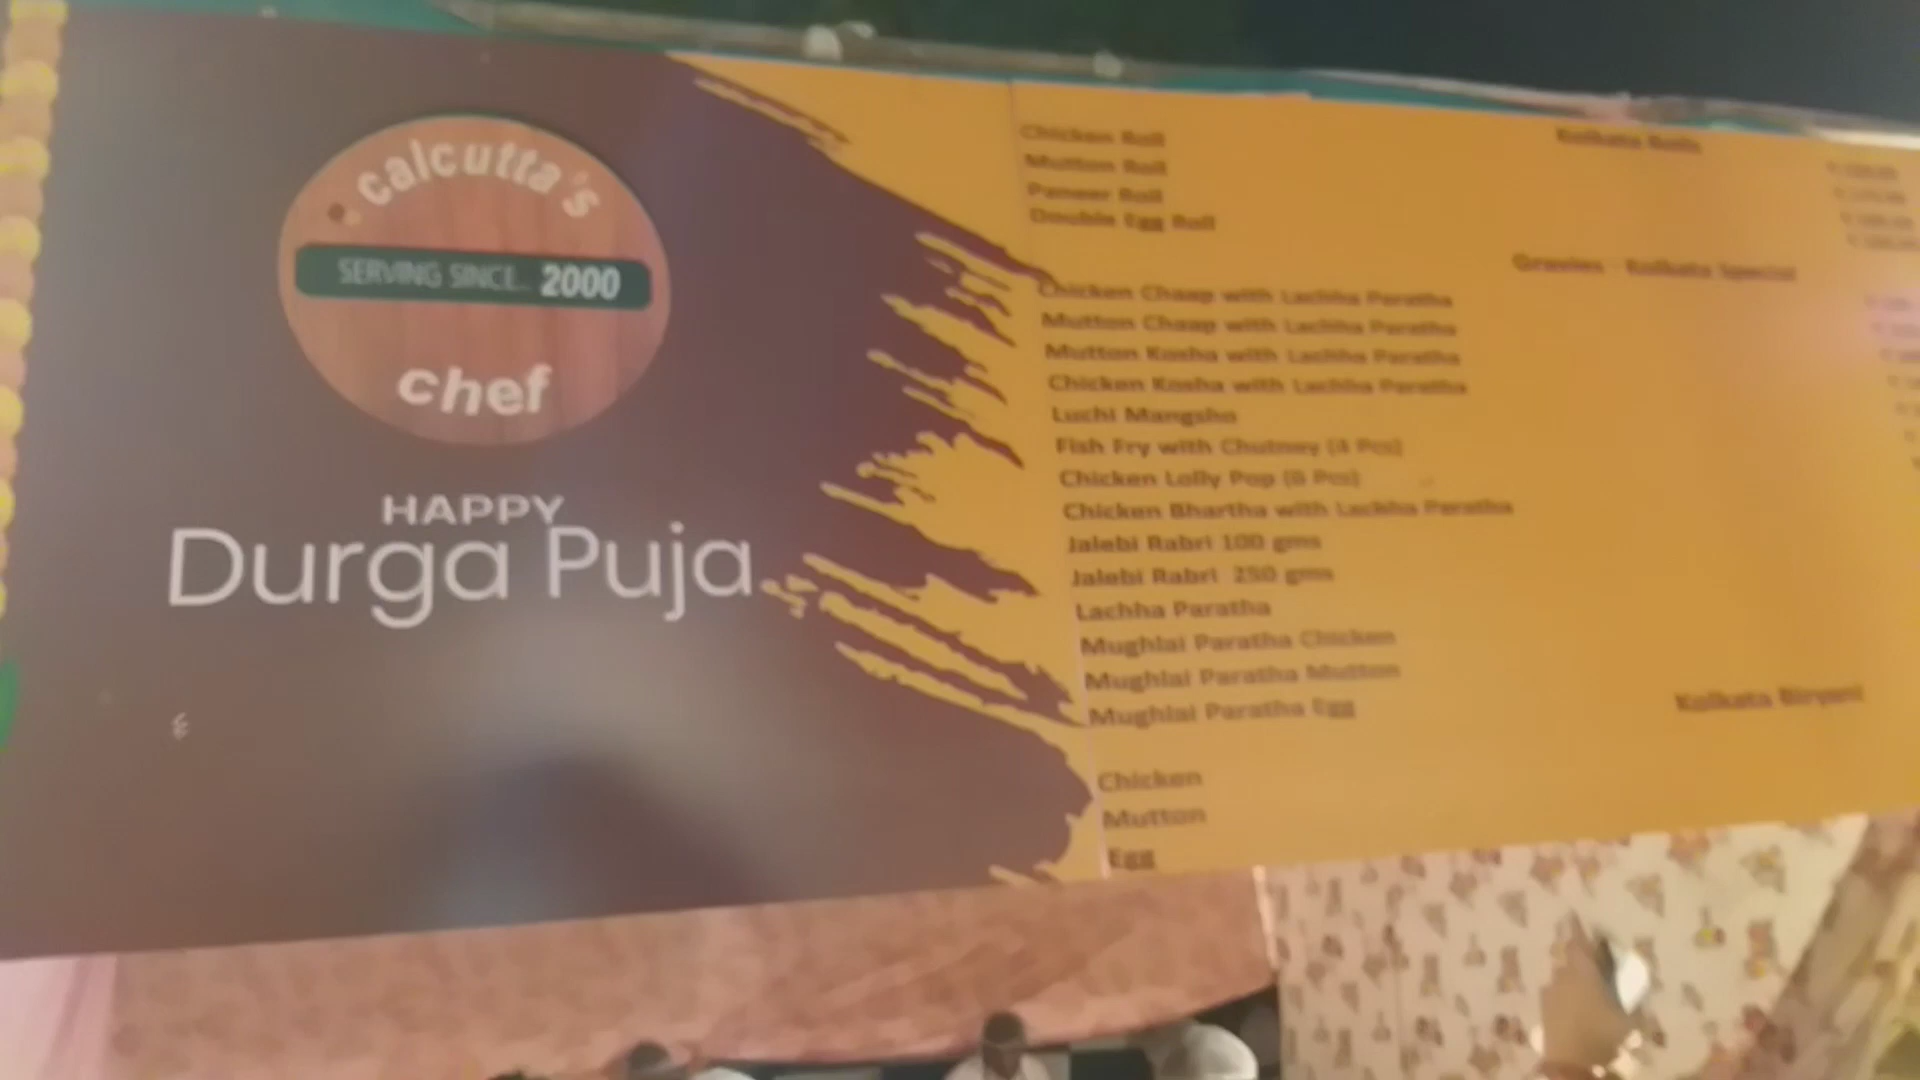 calcutta's
SERVING SINCE.. 2000
chef
HAPPY
Durga Puja
Kolkata Rolls
Chicken Roll
Mutton Roll
Paneer Roll
Double Egg Roll
Gravies - Kolkata Special
Chicken Chaap with Lachha Paratha
Mutton Chaap with Lachha Paratha
Mutton Kosha with Lachha Paratha
Chicken Kosha with Lachha Paratha
Luchi Mangsho
Fish Fry with Chutney (4 Pcs)
Chicken Lolly Pop (6 Pcs)
Chicken Bhartha with Lachha Paratha
Jalebi Rabri 100 gms
Jalebi Rabri 250 gms
Lachha Paratha
Mughlai Paratha Chicken
Mughlai Paratha Mutton
Mughlai Paratha Egg
Kolkata Biryani
Chicken
Mutton
Egg